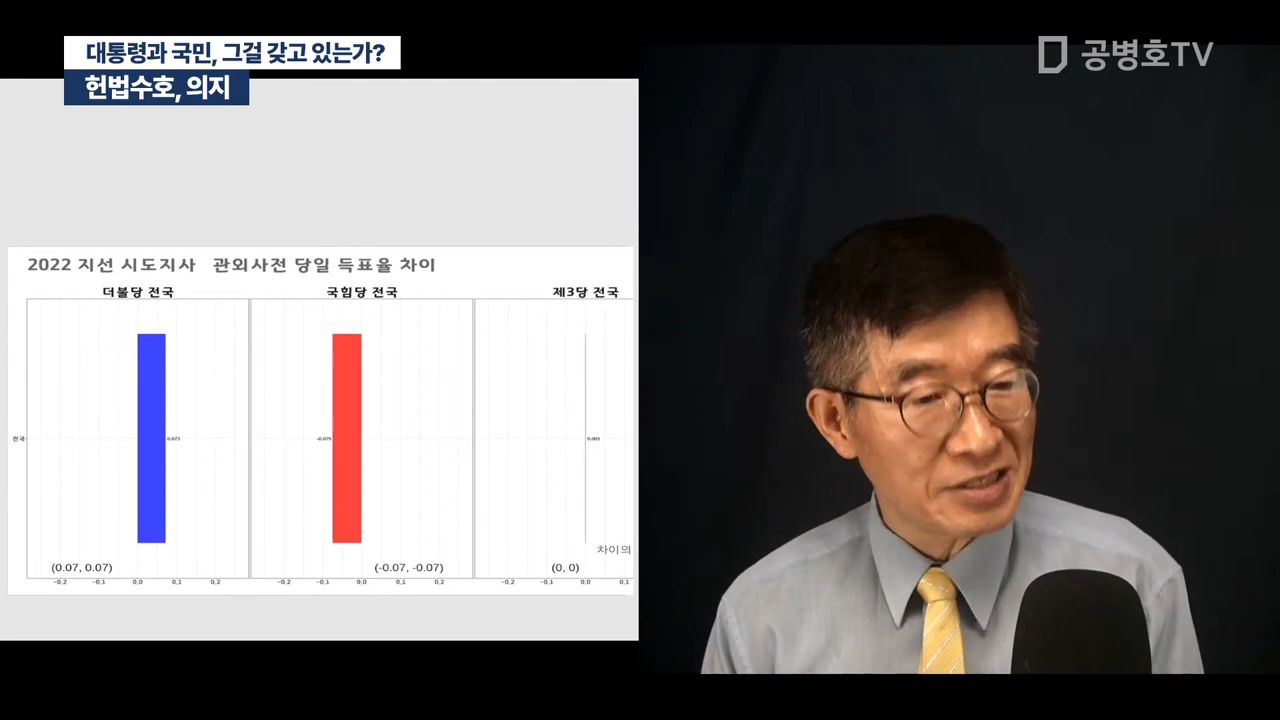 대통령과 국민, 그걸 갖고 있는가?
헌법수호, 의지
공병호TV
2022 지선 시도지사 관외사전 당일 득표율 차이
더불당 전국
국힘당 전국
제3당 전국
전국
0.073
-0.075
0.001
차이의
(0.07, 0.07)
(-0.07, -0.07)
(0, 0)
-0.2 -0.1 0.0 0.1 0.2
-0.2 -0.1 0.0 0.1 0.2
-0.2 -0.1 0.0 0.1